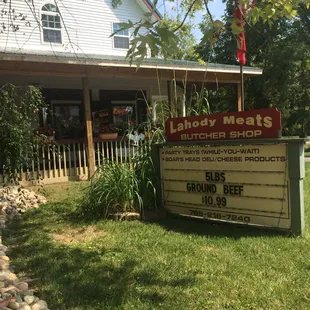 Lahody Meats
BUTCHER SHOP
*PARTY TRAYS *(WHILE-YOU-WAIT)
*BOAR'S HEAD DELI/CHEESE PRODUCTS
5LBS
GROUND BEEF
$10.99